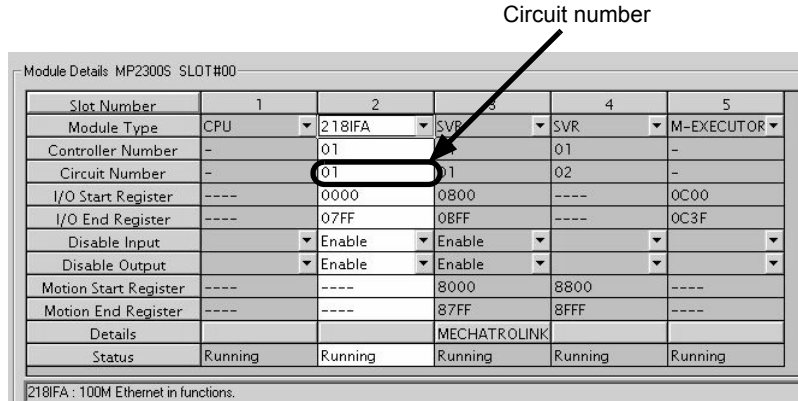 Circuit number
Module Details MP2300S SLOT#00
Slot Number 1 2 3 4 5
Module Type CPU 218IFA SVR SVR M-EXECUTOR
Controller Number - 01 01 01 -
Circuit Number - 01 01 02 -
I/O Start Register ---- 0000 0800 ---- 0C00
I/O End Register ---- 07FF 0BFF ---- 0C3F
Disable Input Enable Enable
Disable Output Enable Enable
Motion Start Register ---- ---- 8000 8800 ----
Motion End Register ---- ---- 87FF 8FFF ----
Details MECHATROLINK
Status Running Running Running Running Running
218IFA : 100M Ethernet in functions.